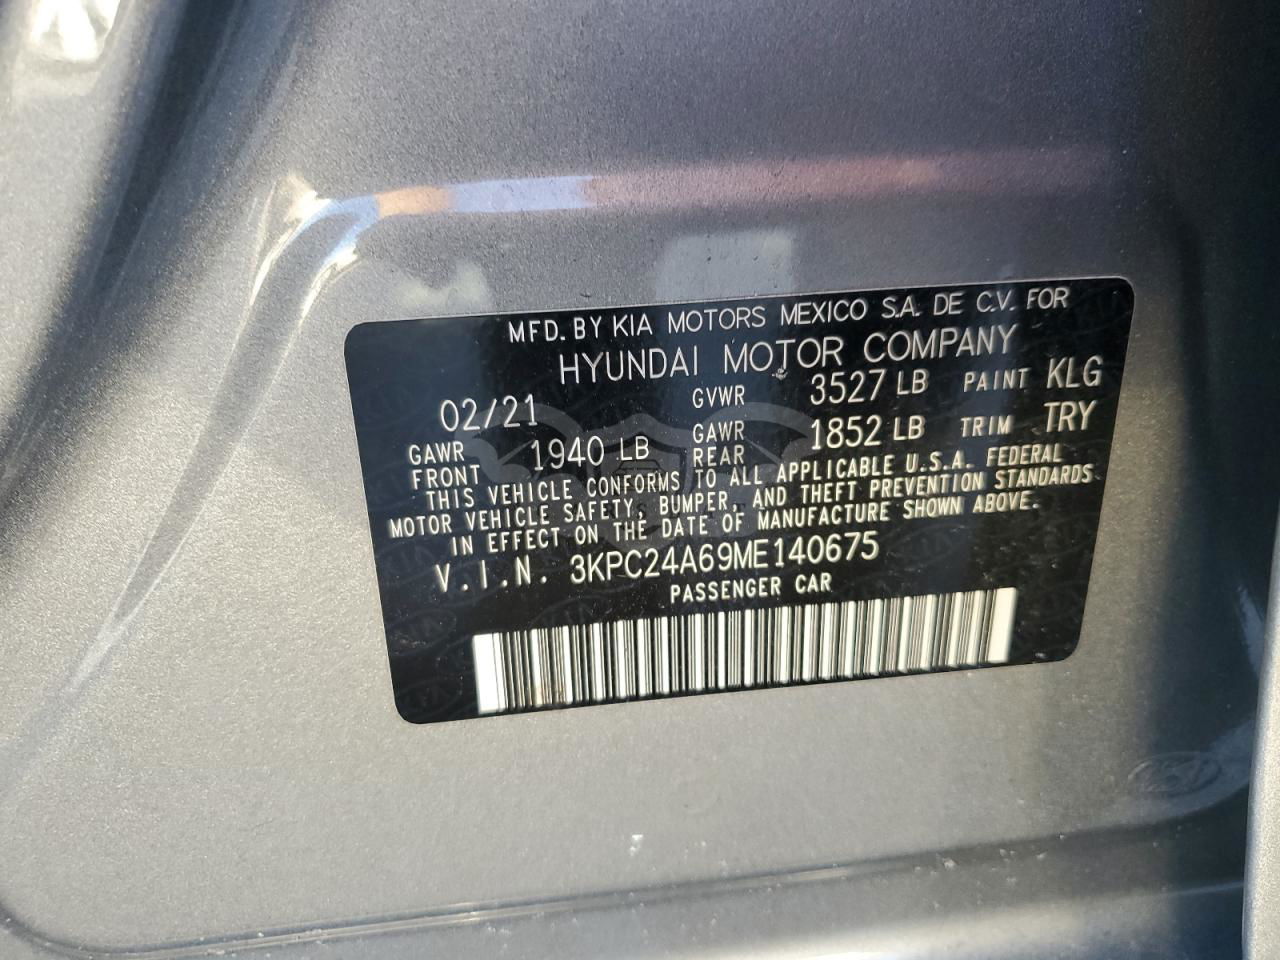 MFD. BY KIA MOTORS MEXICO S.A. DE C.V. FOR
HYUNDAI MOTOR COMPANY
02/21 GVWR 3527 LB PAINT KLG
GAWR FRONT 1940 LB GAWR REAR 1852 LB TRIM TRY
THIS VEHICLE CONFORMS TO ALL APPLICABLE U.S.A. FEDERAL
MOTOR VEHICLE SAFETY, BUMPER, AND THEFT PREVENTION STANDARDS
IN EFFECT ON THE DATE OF MANUFACTURE SHOWN ABOVE.
V.I.N. 3KPC24A69ME140675
PASSENGER CAR